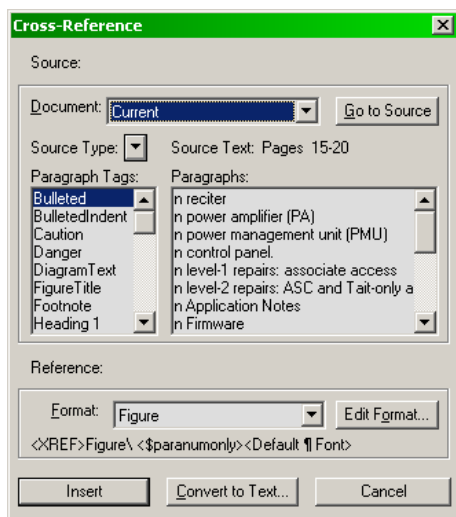 Cross-Reference
Source:
Document: Current Go to Source
Source Type: Source Text: Pages 15-20
Paragraph Tags: Paragraphs:
Bulleted n reciter
BulletedIndent n power amplifier (PA)
Caution n power management unit (PMU)
Danger n control panel.
DiagramText n level-1 repairs: associate access
FigureTitle n level-2 repairs: ASC and Tait-only a
Footnote n Application Notes
Heading 1 n Firmware
Reference:
Format: Figure Edit Format...
<XREF>Figure\ <$paranumonly><Default ¶ Font>
Insert Convert to Text... Cancel